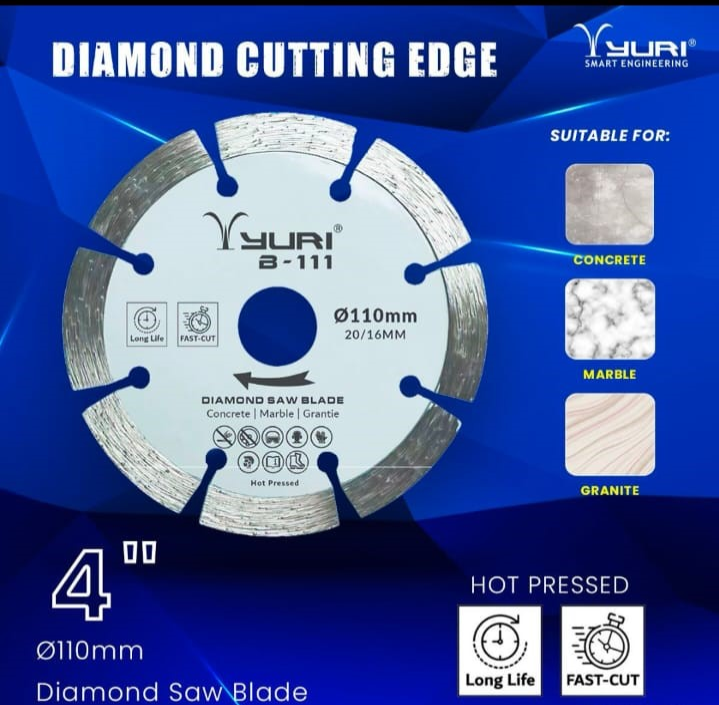 DIAMOND CUTTING EDGE
YURI®
SMART ENGINEERING
SUITABLE FOR:
CONCRETE
MARBLE
GRANITE
YURI®
B-111
Long Life
FAST-CUT
Ø110mm
20/16MM
DIAMOND SAW BLADE
Concrete | Marble | Grantie
Hot Pressed
4"
Ø110mm
Diamond Saw Blade
HOT PRESSED
Long Life
FAST-CUT